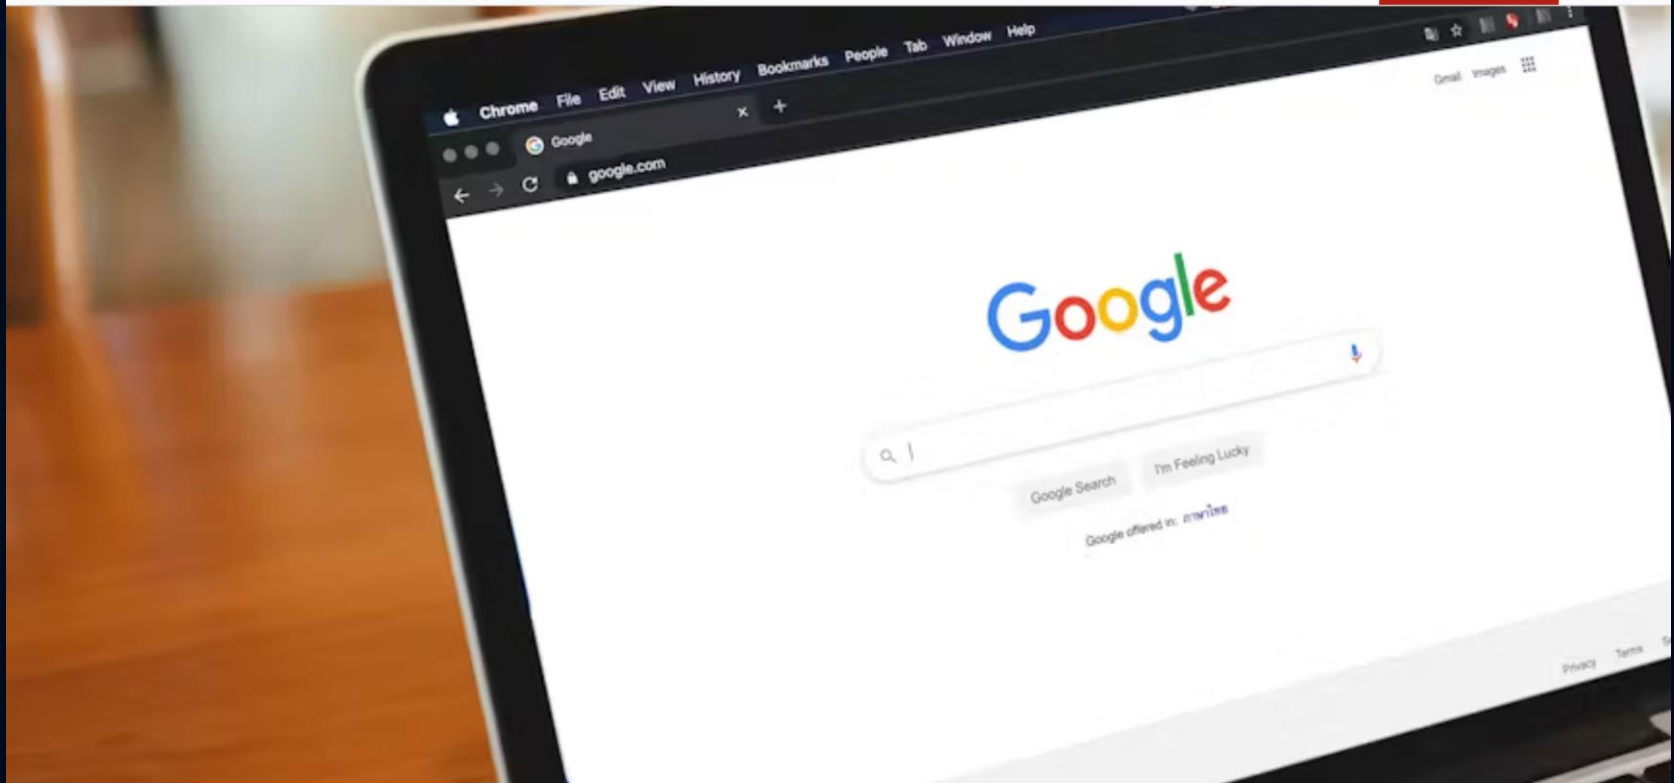 Chrome File Edit View History Bookmarks People Tab Window Help
Google
google.com
Gmail Images
Google
Google Search I'm Feeling Lucky
Google offered in: ภาษาไทย
Privacy Terms